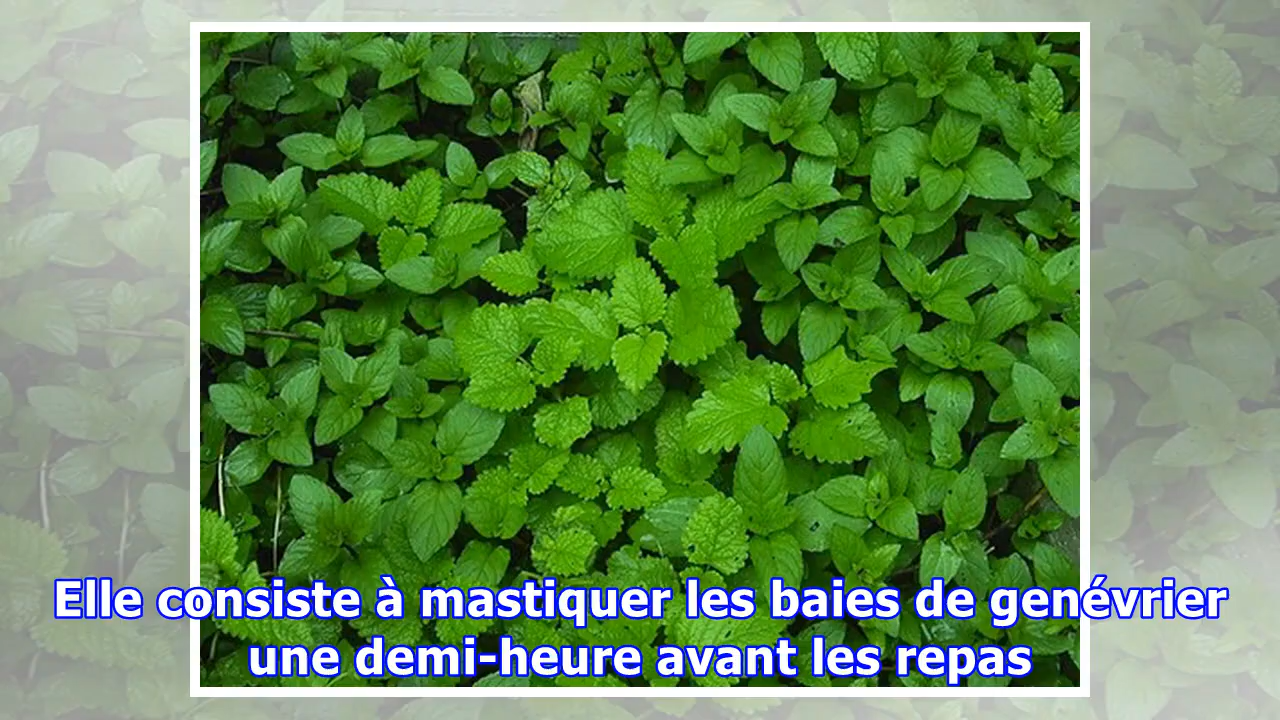 Elle consiste à mastiquer les baies de genévrier
une demi-heure avant les repas